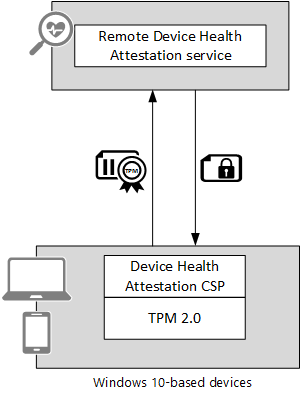 Remote Device Health
Attestation service
TPM
Device Health
Attestation CSP
TPM 2.0
Windows 10-based devices